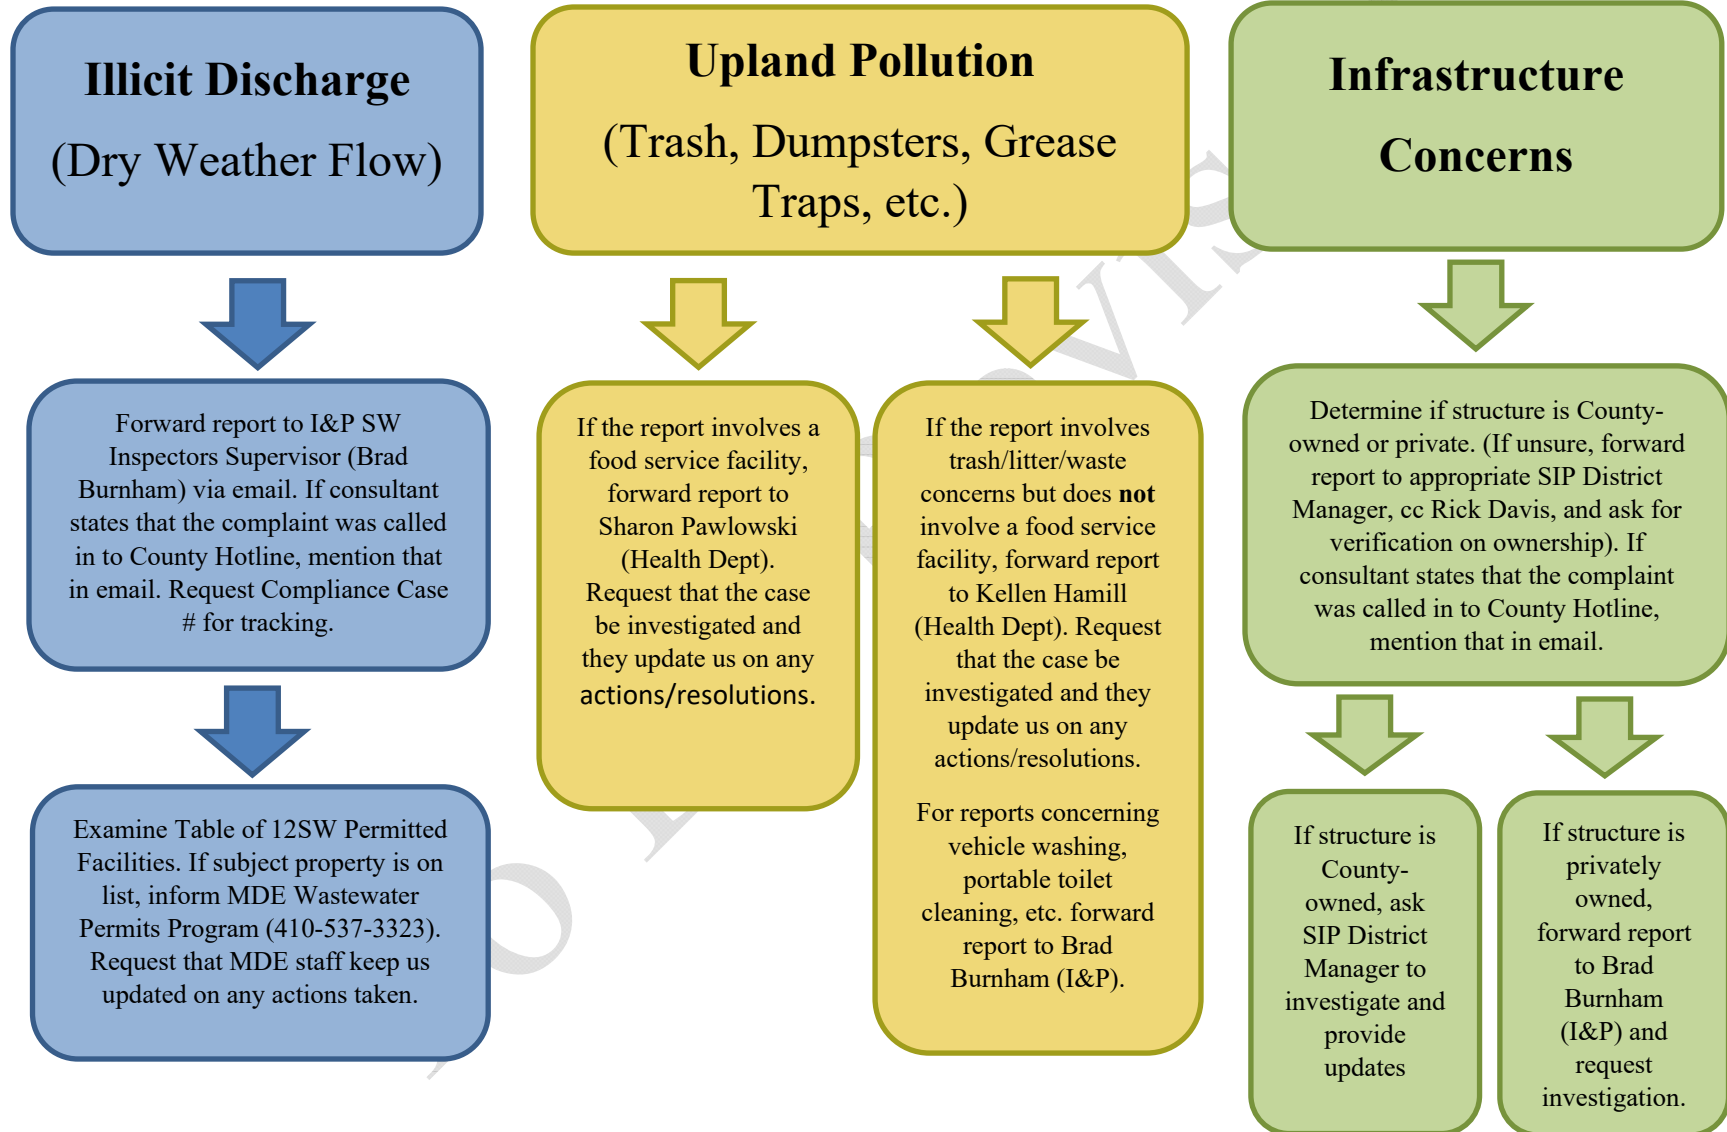 Illicit Discharge
(Dry Weather Flow)
Forward report to I&P SW
Inspectors Supervisor (Brad
Burnham) via email. If consultant
states that the complaint was called
in to County Hotline, mention that
in email. Request Compliance Case
# for tracking.
Examine Table of 12SW Permitted
Facilities. If subject property is on
list, inform MDE Wastewater
Permits Program (410-537-3323).
Request that MDE staff keep us
updated on any actions taken.
Upland Pollution
(Trash, Dumpsters, Grease
Traps, etc.)
If the report involves a
food service facility,
forward report to
Sharon Pawlowski
(Health Dept).
Request that the case
be investigated and
they update us on any
actions/resolutions.
If the report involves
trash/litter/waste
concerns but does not
involve a food service
facility, forward report
to Kellen Hamill
(Health Dept). Request
that the case be
investigated and they
update us on any
actions/resolutions.
For reports concerning
vehicle washing,
portable toilet
cleaning, etc. forward
report to Brad
Burnham (I&P).
Infrastructure
Concerns
Determine if structure is County-
owned or private. (If unsure, forward
report to appropriate SIP District
Manager, cc Rick Davis, and ask for
verification on ownership). If
consultant states that the complaint
was called in to County Hotline,
mention that in email.
If structure is
County-
owned, ask
SIP District
Manager to
investigate and
provide
updates
If structure is
privately
owned,
forward report
to Brad
Burnham
(I&P) and
request
investigation.